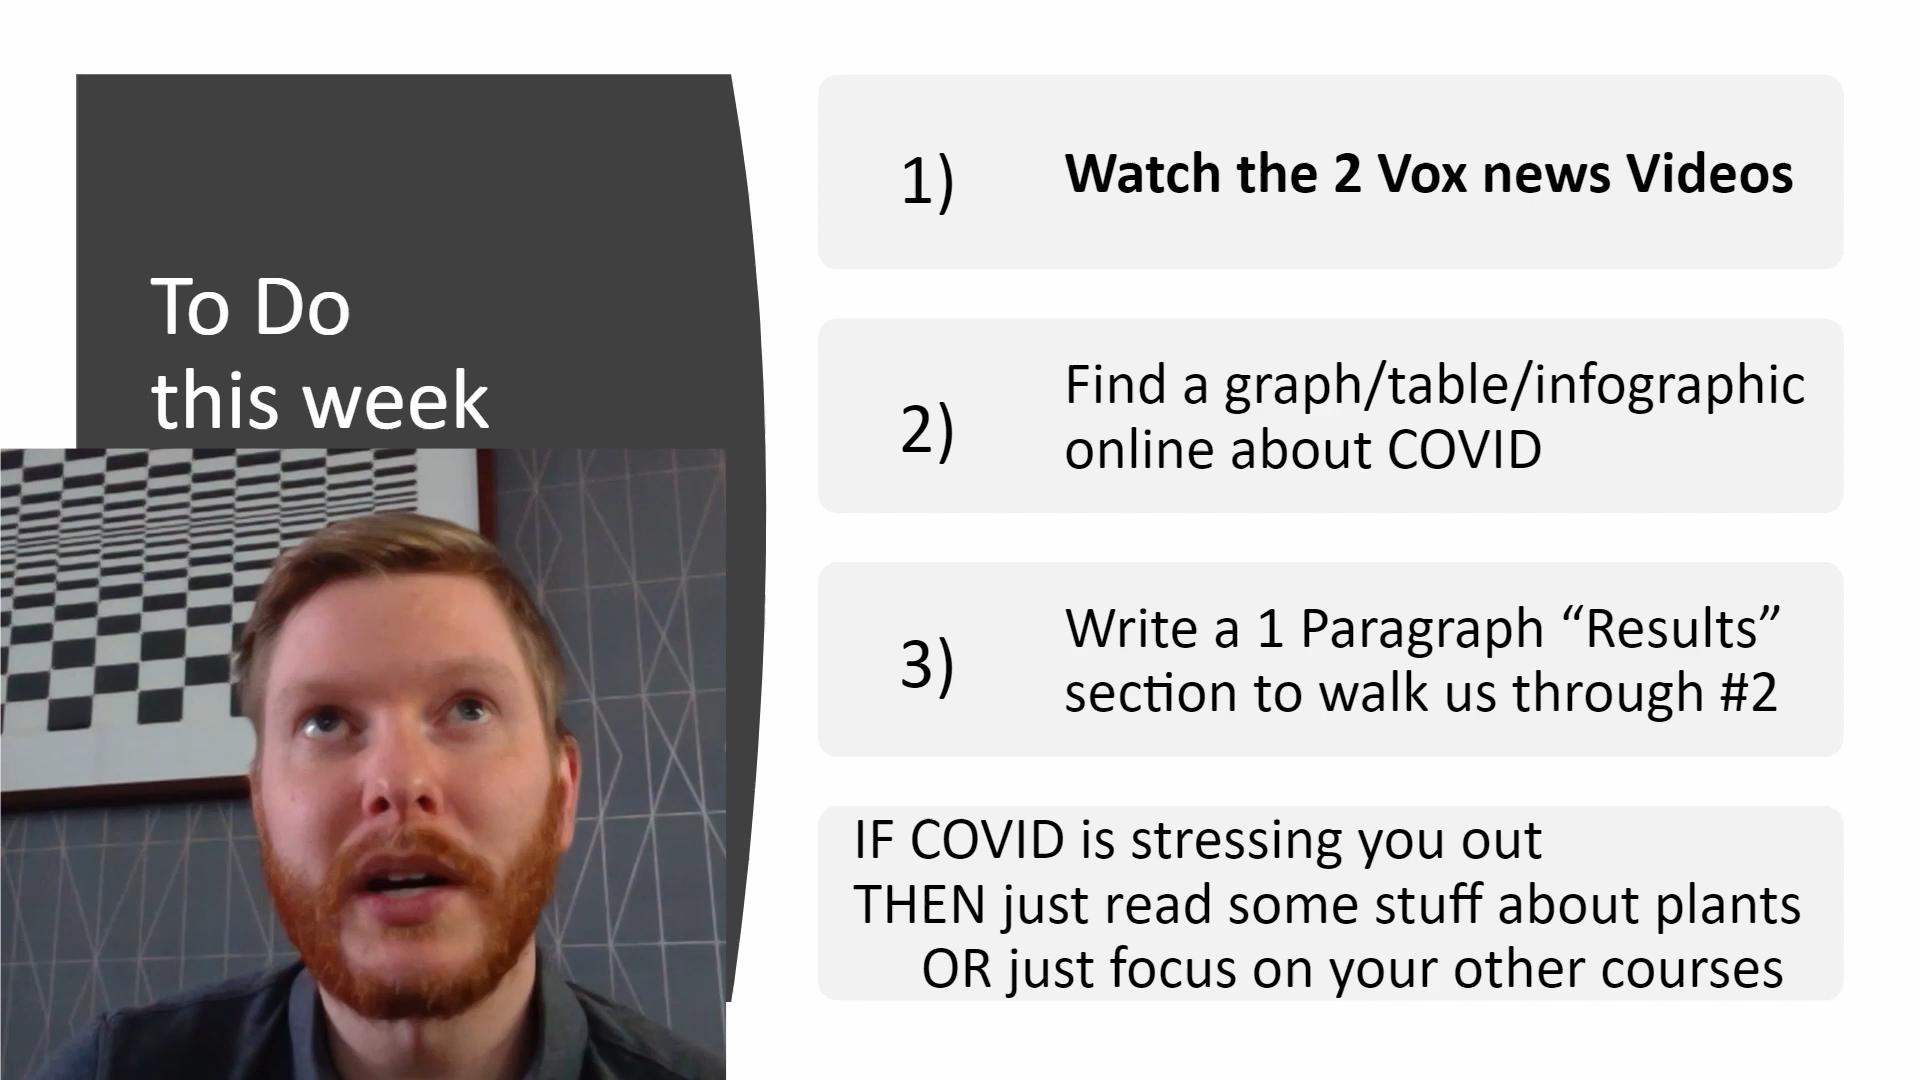 To Do
this week
1)
Watch the 2 Vox news Videos
2)
Find a graph/table/infographic
online about COVID
3)
Write a 1 Paragraph “Results”
section to walk us through #2
IF COVID is stressing you out
THEN just read some stuff about plants
OR just focus on your other courses